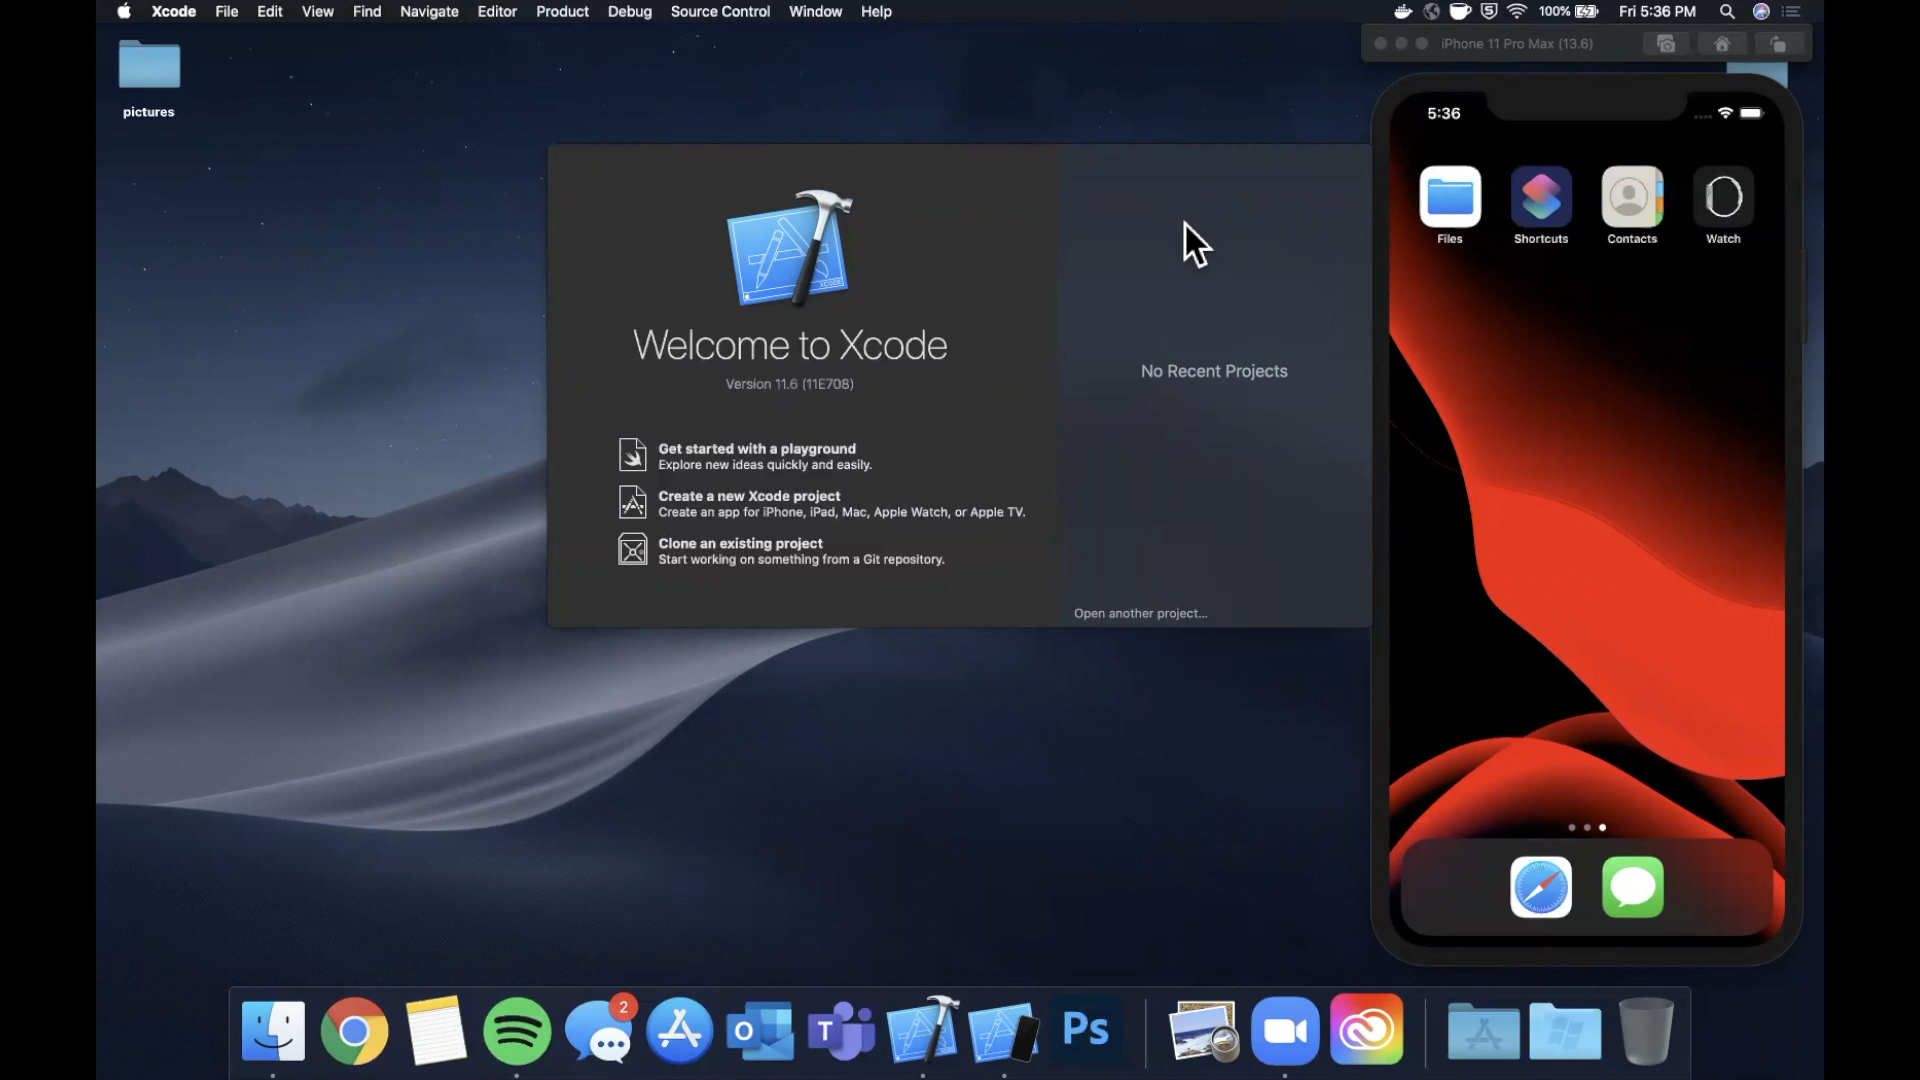 Xcode File Edit View Find Navigate Editor Product Debug Source Control Window Help
5
100%
Fri 5:36 PM
pictures
iPhone 11 Pro Max (13.6)
5:36
Files
Shortcuts
Contacts
Watch
XCODE
Welcome to Xcode
Version 11.6 (11E708)
Get started with a playground
Explore new ideas quickly and easily.
Create a new Xcode project
Create an app for iPhone, iPad, Mac, Apple Watch, or Apple TV.
Clone an existing project
Start working on something from a Git repository.
No Recent Projects
Open another project...
2
O
T
Ps